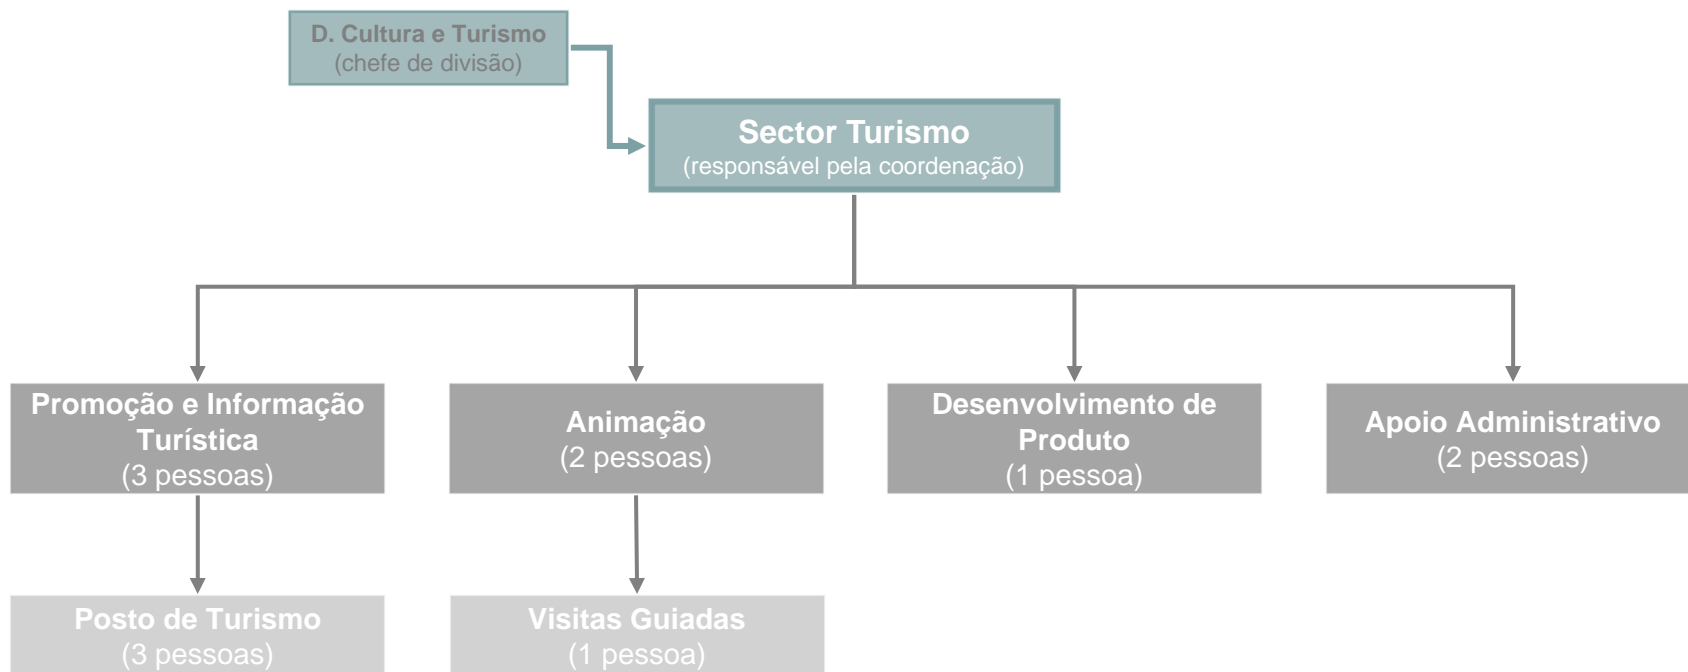 D. Cultura e Turismo
(chefe de divisão)
Sector Turismo
(responsável pela coordenação)
Promoção e Informação
Turística
(3 pessoas)
Animação
(2 pessoas)
Desenvolvimento de
Produto
(1 pessoa)
Apoio Administrativo
(2 pessoas)
Posto de Turismo
(3 pessoas)
Visitas Guiadas
(1 pessoa)